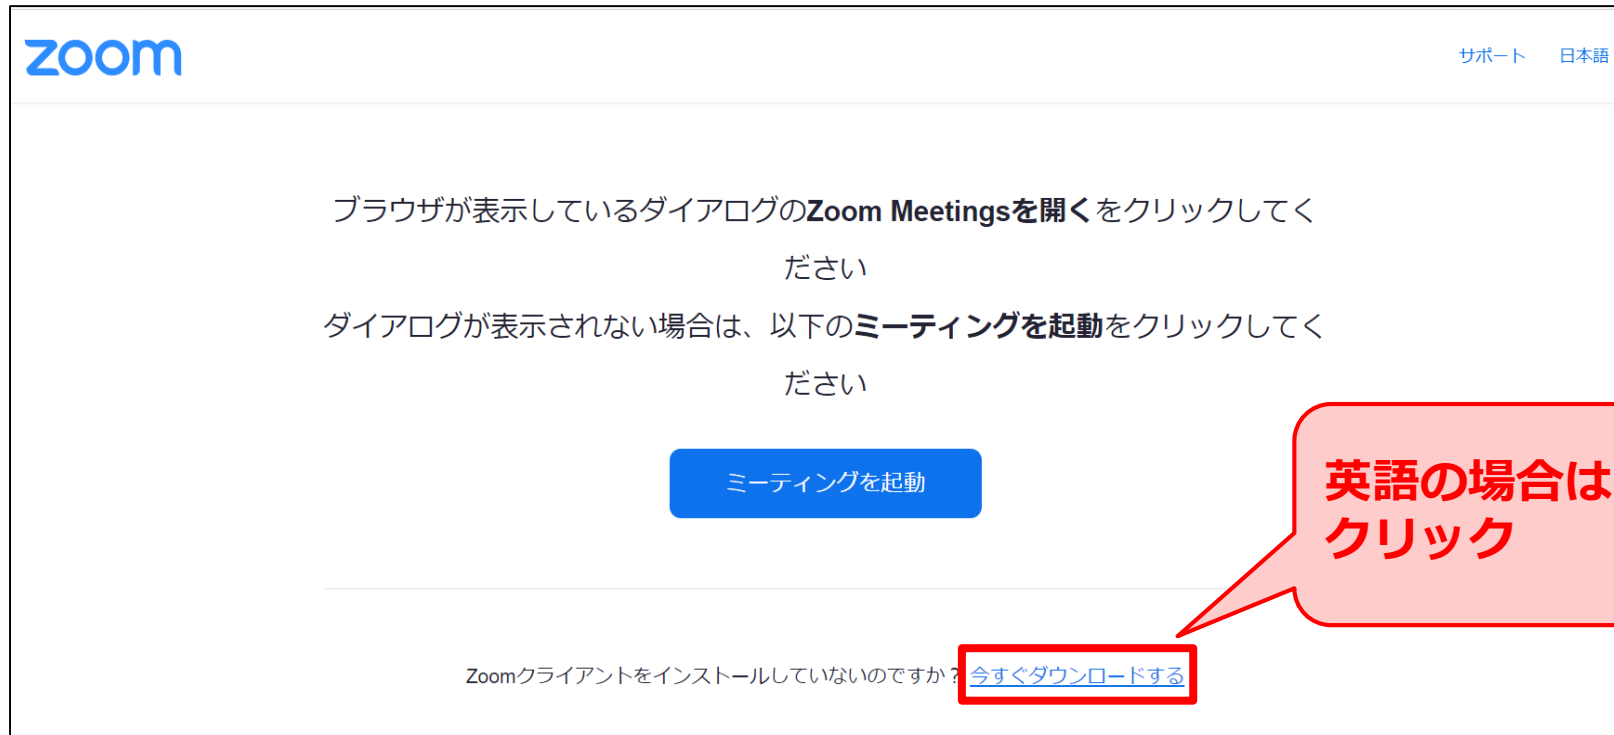 zoom
サポート 日本語
ブラウザが表示しているダイアログのZoom Meetingsを開くをクリックしてく
ださい
ダイアログが表示されない場合は、以下のミーティングを起動をクリックしてく
ださい
ミーティングを起動
英語の場合は
クリック
Zoomクライアントをインストールしていないのですか? 今すぐダウンロードする